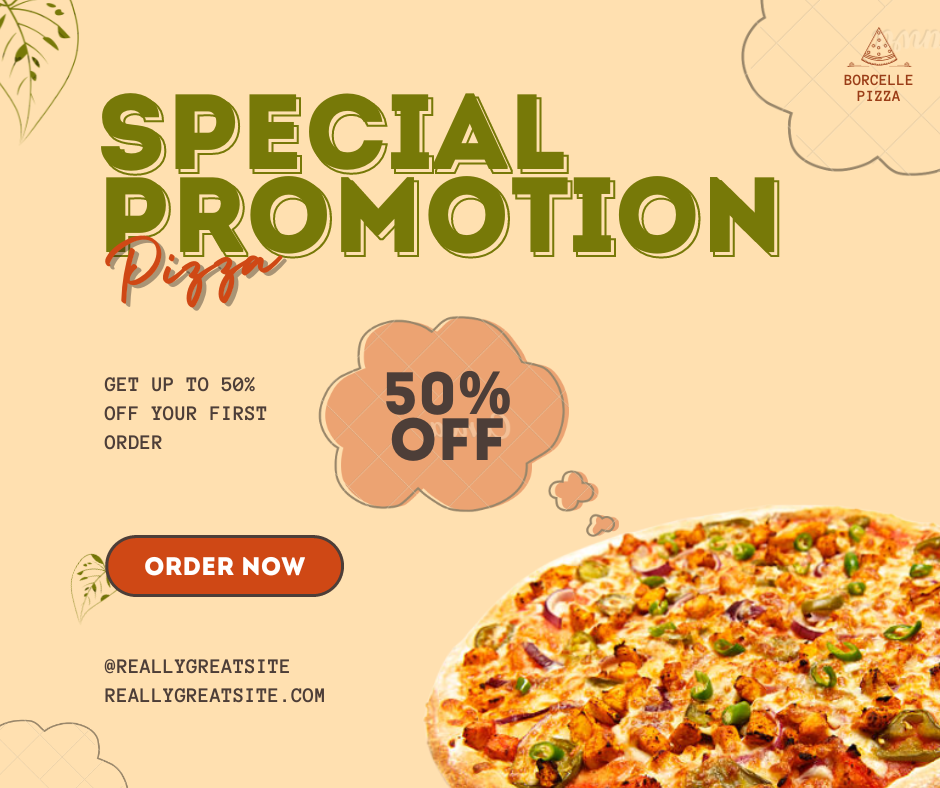 BORCELLE
PIZZA
SPECIAL
PROMOTION
Pizza
GET UP TO 50%
OFF YOUR FIRST
ORDER
50%
OFF
ORDER NOW
@REALLYGREATSITE
REALLYGREATSITE.COM